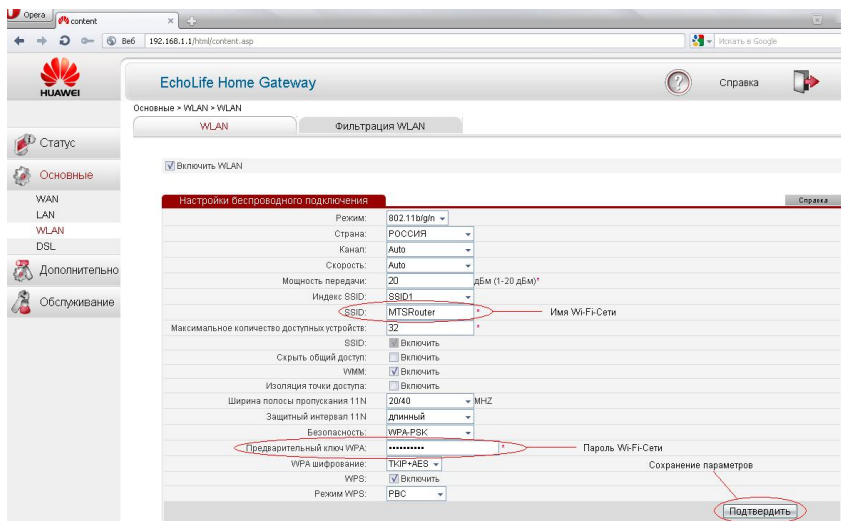 Opera
content
Веб 192.168.1.1/html/content.asp
Искать в Google
HUAWEI
EchoLife Home Gateway
Справка
Основные > WLAN > WLAN
WLAN
Фильтрация WLAN
Статус
Основные
WAN
LAN
WLAN
DSL
Дополнительно
Обслуживание
Включить WLAN
Настройки беспроводного подключения
Справка
Режим: 802.11b/g/n
Страна: РОССИЯ
Канал: Auto
Скорость: Auto
Мощность передачи: 20 дБм (1-20 дБм)*
Индекс SSID: SSID1
SSID: MTSRouter * Имя Wi-Fi-Сети
Максимальное количество доступных устройств: 32 *
SSID: Включить
Скрыть общий доступ: Включить
WMM: Включить
Изоляция точки доступа: Включить
Ширина полосы пропускания 11N 20/40 MHZ
Защитный интервал 11N длинный
Безопасность: WPA-PSK
Предварительный ключ WPA: •••••••••• * Пароль Wi-Fi-Сети
WPA шифрование: TKIP+AES
Сохранение параметров
WPS: Включить
Режим WPS: PBC
Подтвердить